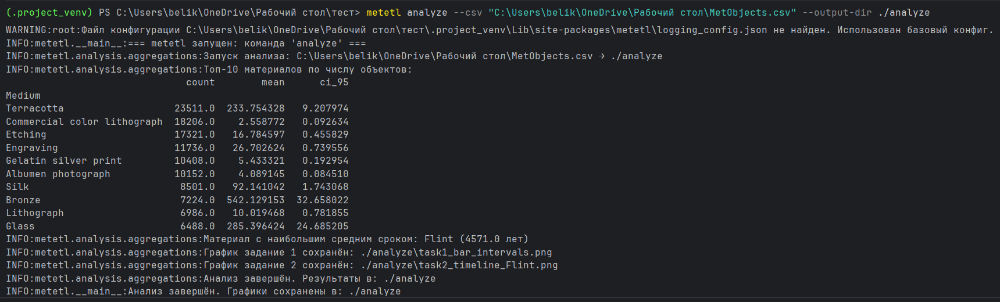 (.project_venv) PS C:\Users\belik\OneDrive\Рабочий стол\тест> metetl analyze --csv "C:\Users\belik\OneDrive\Рабочий стол\MetObjects.csv" --output-dir ./analyze
WARNING:root:Файл конфигурации C:\Users\belik\OneDrive\Рабочий стол\тест\.project_venv\Lib\site-packages\metetl\logging_config.json не найден. Использован базовый конфиг.
INFO:metetl.__main__:=== metetl запущен: команда 'analyze' ===
INFO:metetl.analysis.aggregations:Запуск анализа: C:\Users\belik\OneDrive\Рабочий стол\MetObjects.csv → ./analyze
INFO:metetl.analysis.aggregations:Топ-10 материалов по числу объектов:
count mean ci_95
Medium
Terracotta 23511.0 233.754328 9.207974
Commercial color lithograph 18206.0 2.558772 0.092634
Etching 17321.0 16.784597 0.455829
Engraving 11736.0 26.702624 0.739556
Gelatin silver print 10408.0 5.433321 0.192954
Albumen photograph 10152.0 4.089145 0.084510
Silk 8501.0 92.141042 1.743068
Bronze 7224.0 542.129153 32.658022
Lithograph 6986.0 10.019468 0.781855
Glass 6488.0 285.396424 24.685205
INFO:metetl.analysis.aggregations:Материал с наибольшим средним сроком: Flint (4571.0 лет)
INFO:metetl.analysis.aggregations:График задание 1 сохранён: ./analyze\task1_bar_intervals.png
INFO:metetl.analysis.aggregations:График задание 2 сохранён: ./analyze\task2_timeline_Flint.png
INFO:metetl.analysis.aggregations:Анализ завершён. Результаты в: ./analyze
INFO:metetl.__main__:Анализ завершён. Графики сохранены в: ./analyze